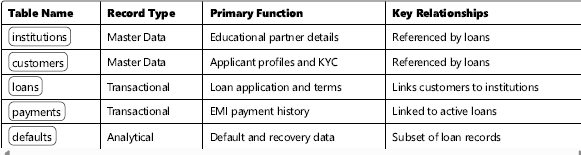 Table Name Record Type Primary Function Key Relationships
institutions Master Data Educational partner details Referenced by loans
customers Master Data Applicant profiles and KYC Referenced by loans
loans Transactional Loan application and terms Links customers to institutions
payments Transactional EMI payment history Linked to active loans
defaults Analytical Default and recovery data Subset of loan records